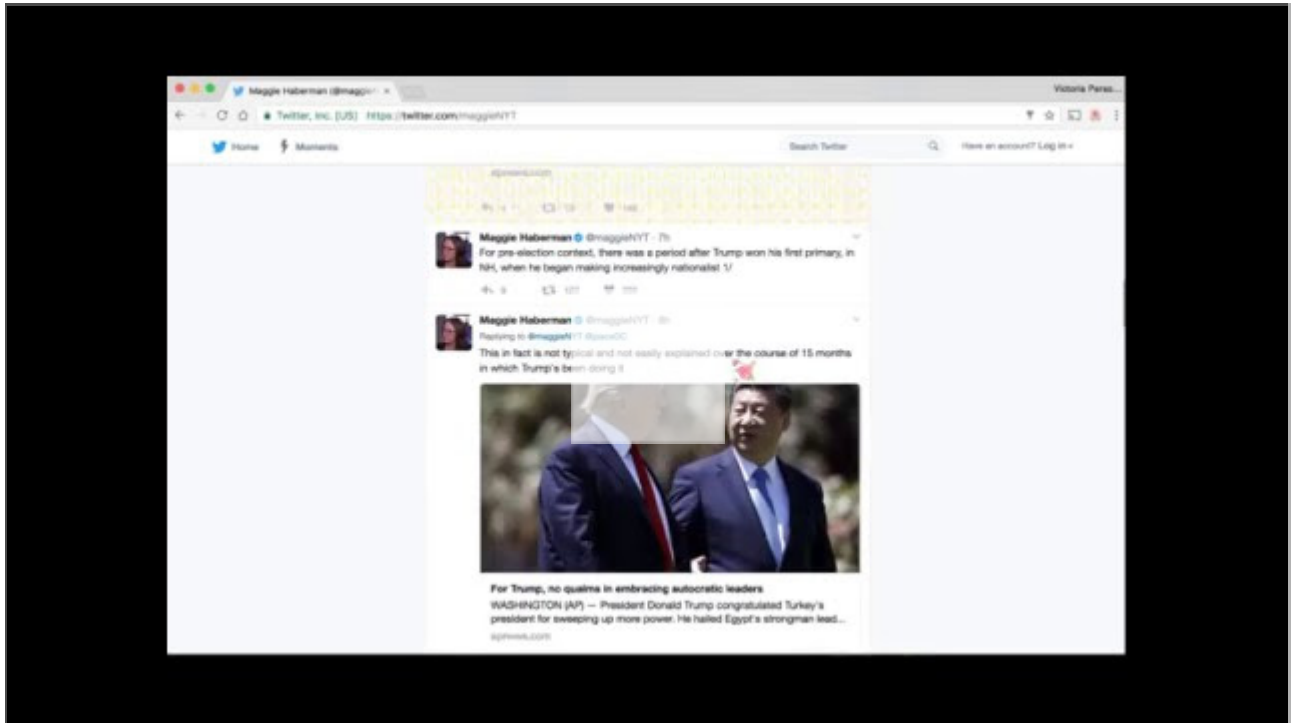 Maggie Haberman (@maggie
Victoria Perez...
Twitter, Inc. [US] https://twitter.com/maggieNYT
Home Moments Search Twitter Have an account? Log in
apnews.com
Maggie Haberman @maggieNYT · 7h
For pre-election context, there was a period after Trump won his first primary, in
NH, when he began making increasingly nationalist 1/
Maggie Haberman @maggieNYT
Replying to @maggieNYT
This in fact is not typical and not easily explained over the course of 15 months
in which Trump's been doing it
For Trump, no qualms in embracing autocratic leaders
WASHINGTON (AP) — President Donald Trump congratulated Turkey's
president for sweeping up more power. He hailed Egypt's strongman lead...
apnews.com